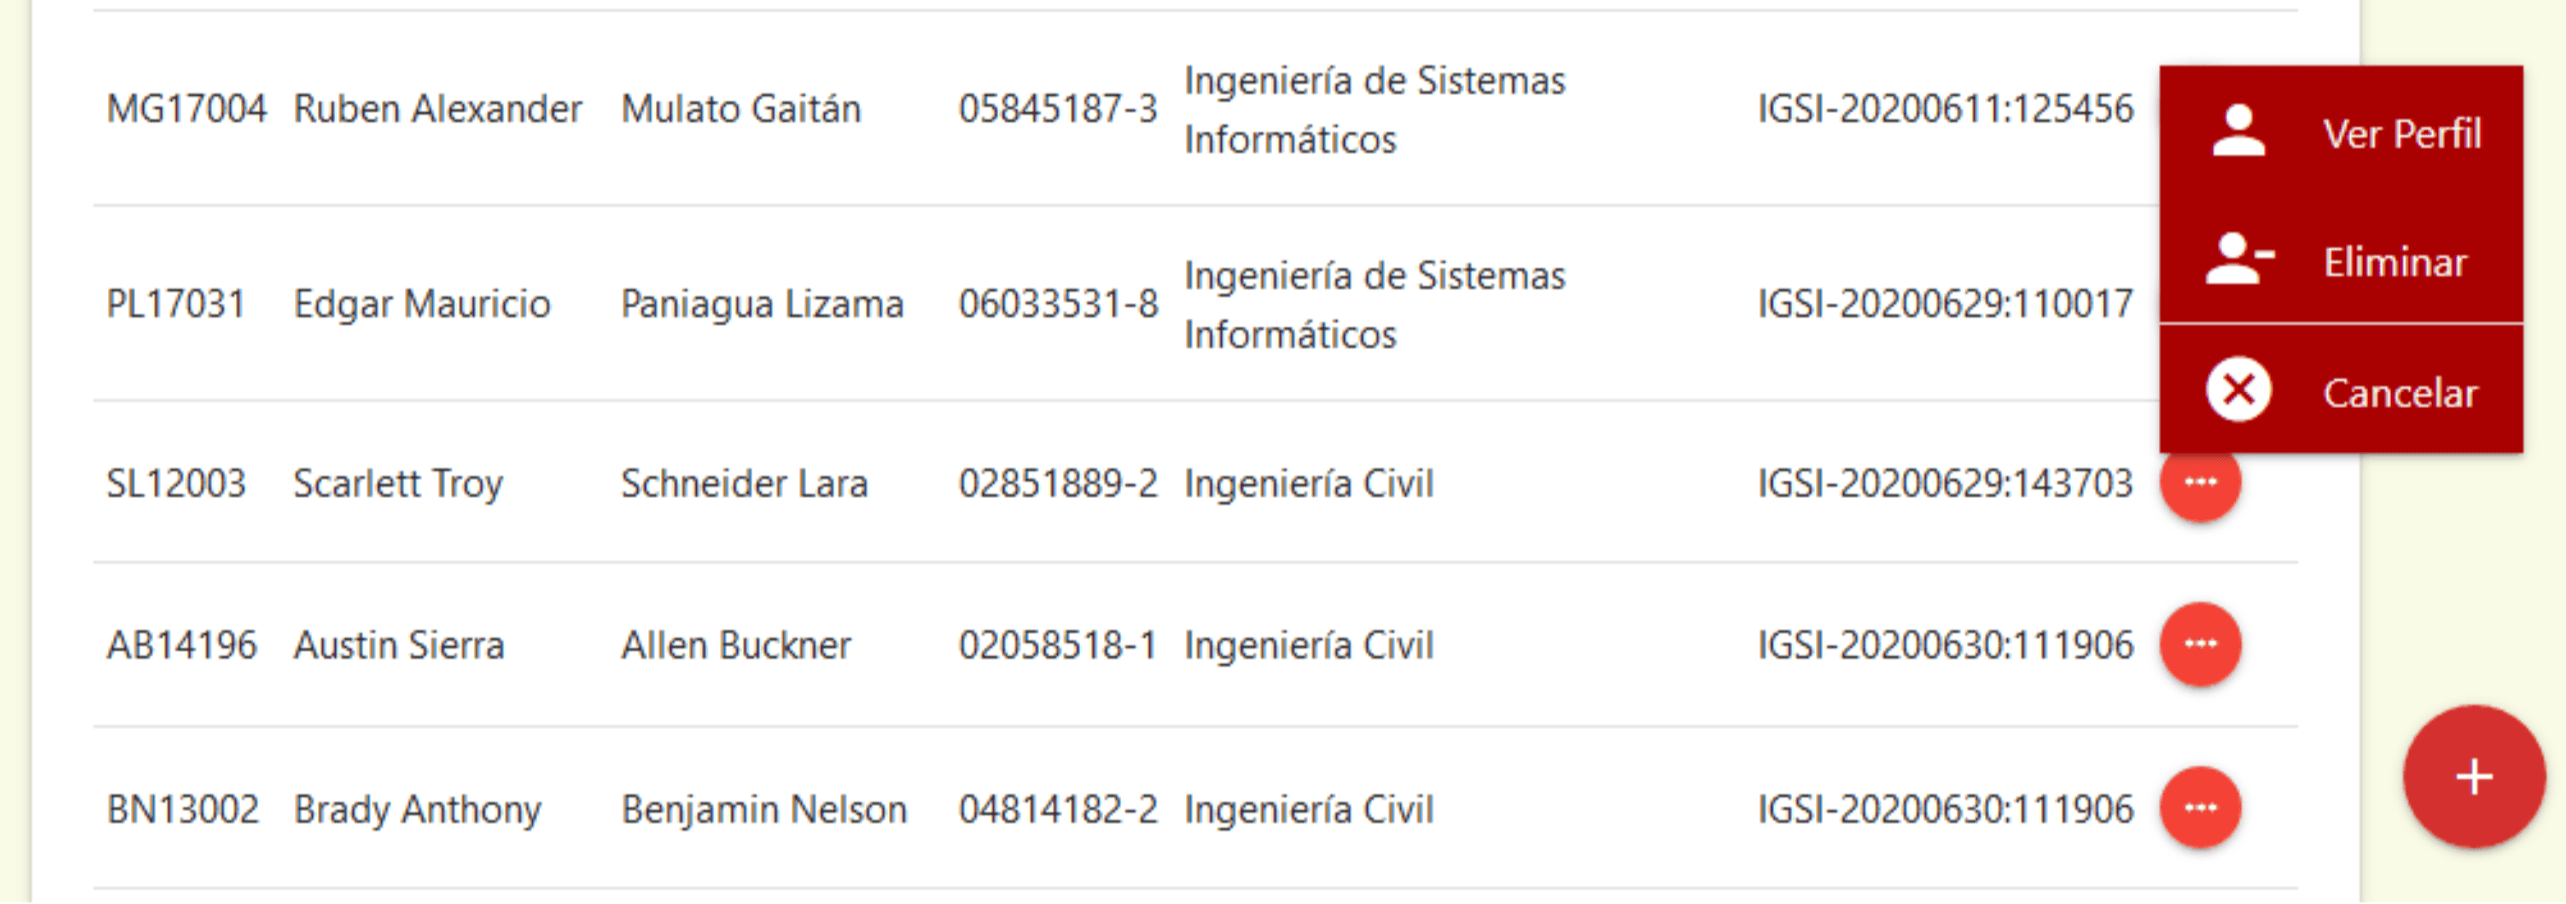 MG17004 Ruben Alexander Mulato Gaitán 05845187-3 Ingeniería de Sistemas Informáticos IGSI-20200611:125456
PL17031 Edgar Mauricio Paniagua Lizama 06033531-8 Ingeniería de Sistemas Informáticos IGSI-20200629:110017
SL12003 Scarlett Troy Schneider Lara 02851889-2 Ingeniería Civil IGSI-20200629:143703
AB14196 Austin Sierra Allen Buckner 02058518-1 Ingeniería Civil IGSI-20200630:111906
BN13002 Brady Anthony Benjamin Nelson 04814182-2 Ingeniería Civil IGSI-20200630:111906
Ver Perfil
Eliminar
Cancelar